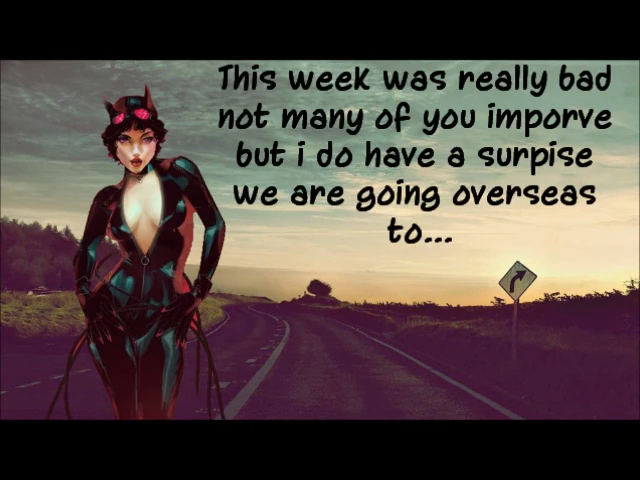 This week was really bad
not many of you imporve
but i do have a surpise
we are going overseas
to...